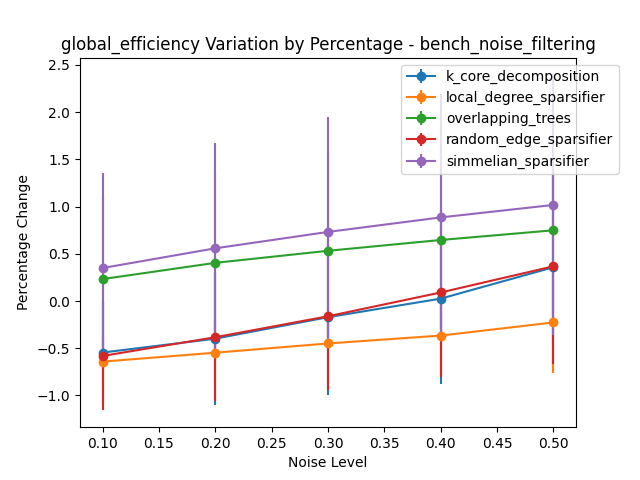 global_efficiency Variation by Percentage - bench_noise_filtering
k_core_decomposition
local_degree_sparsifier
overlapping_trees
random_edge_sparsifier
simmelian_sparsifier
Percentage Change
2.5
2.0
1.5
1.0
0.5
0.0
−0.5
−1.0
0.10 0.15 0.20 0.25 0.30 0.35 0.40 0.45 0.50
Noise Level